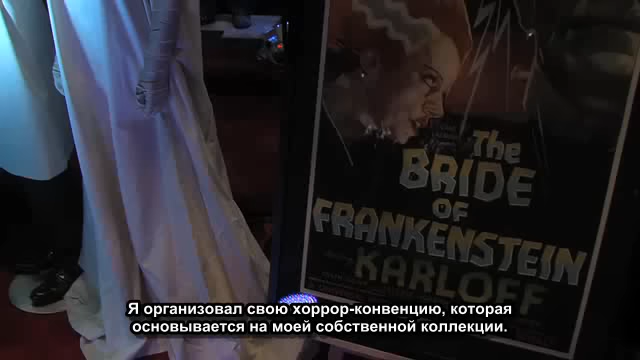 The
BRIDE
OF
FRANKENSTEIN
KARLOFF
Я организовал свою хоррор-конвенцию, которая
основывается на моей собственной коллекции.